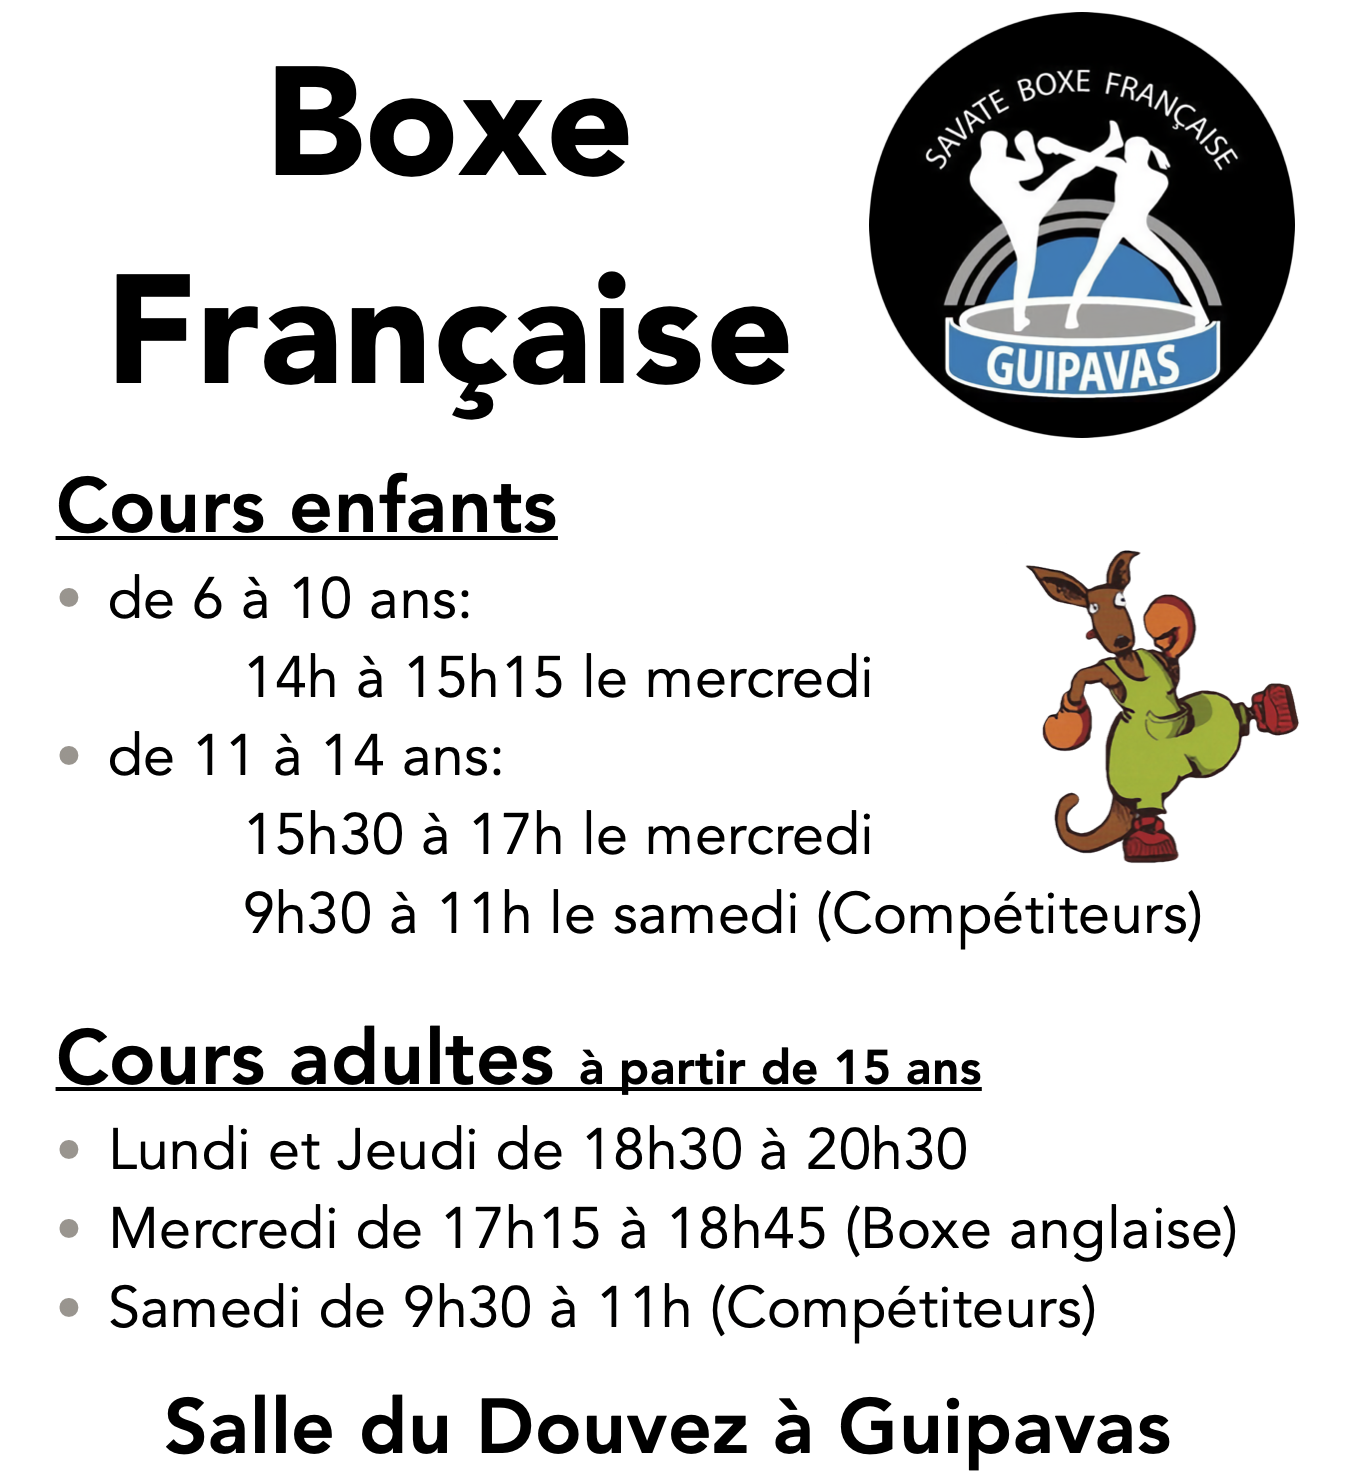 Boxe
Française
SAVATE BOXE FRANÇAISE
GUIPAVAS
Cours enfants
• de 6 à 10 ans:
14h à 15h15 le mercredi
• de 11 à 14 ans:
15h30 à 17h le mercredi
9h30 à 11h le samedi (Compétiteurs)
Cours adultes à partir de 15 ans
• Lundi et Jeudi de 18h30 à 20h30
• Mercredi de 17h15 à 18h45 (Boxe anglaise)
• Samedi de 9h30 à 11h (Compétiteurs)
Salle du Douvez à Guipavas